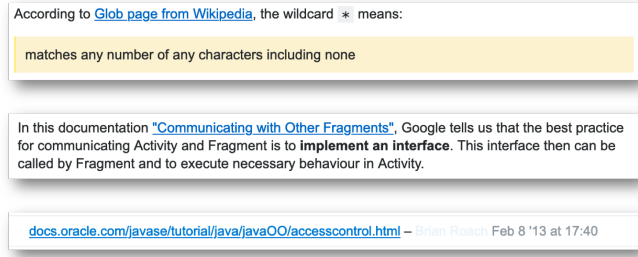 According to Glob page from Wikipedia, the wildcard * means:
matches any number of any characters including none
In this documentation "Communicating with Other Fragments", Google tells us that the best practice
for communicating Activity and Fragment is to implement an interface. This interface then can be
called by Fragment and to execute necessary behaviour in Activity.
docs.oracle.com/javase/tutorial/java/javaOO/accesscontrol.html – Brian Roach Feb 8 '13 at 17:40